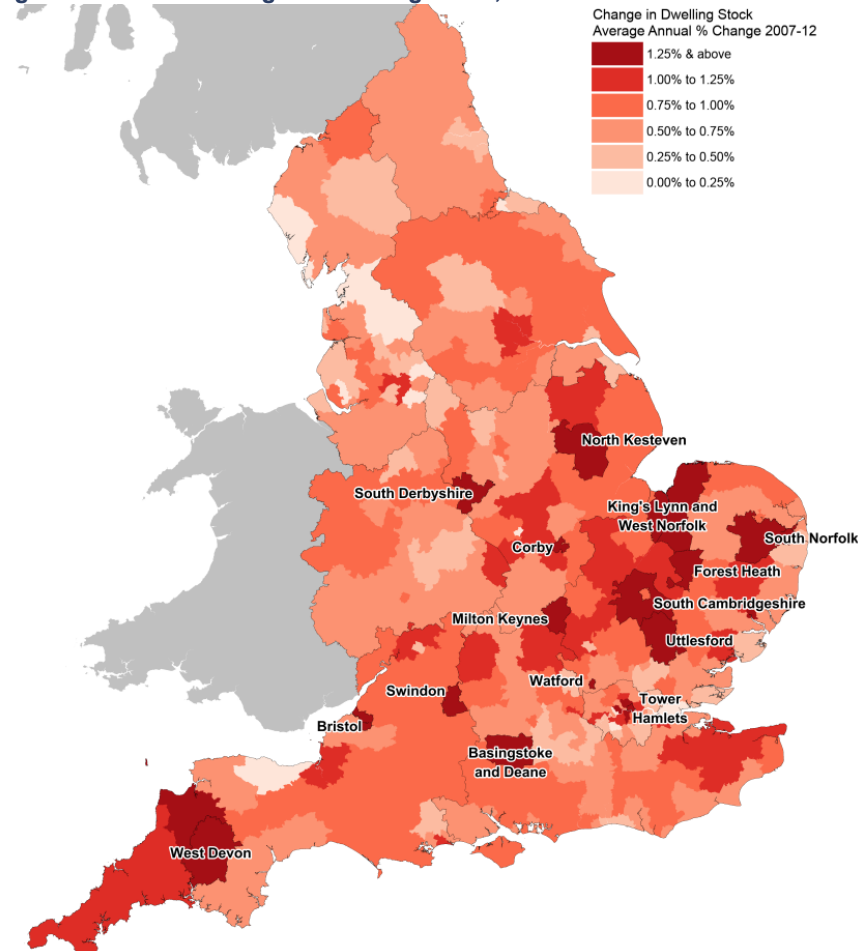 Change in Dwelling Stock
Average Annual % Change 2007-12
1.25% & above
1.00% to 1.25%
0.75% to 1.00%
0.50% to 0.75%
0.25% to 0.50%
0.00% to 0.25%
North Kesteven
South Derbyshire
King's Lynn and
West Norfolk
South Norfolk
Corby
Forest Heath
South Cambridgeshire
Milton Keynes
Uttlesford
Watford
Swindon
Tower
Hamlets
Bristol
Basingstoke
and Deane
West Devon